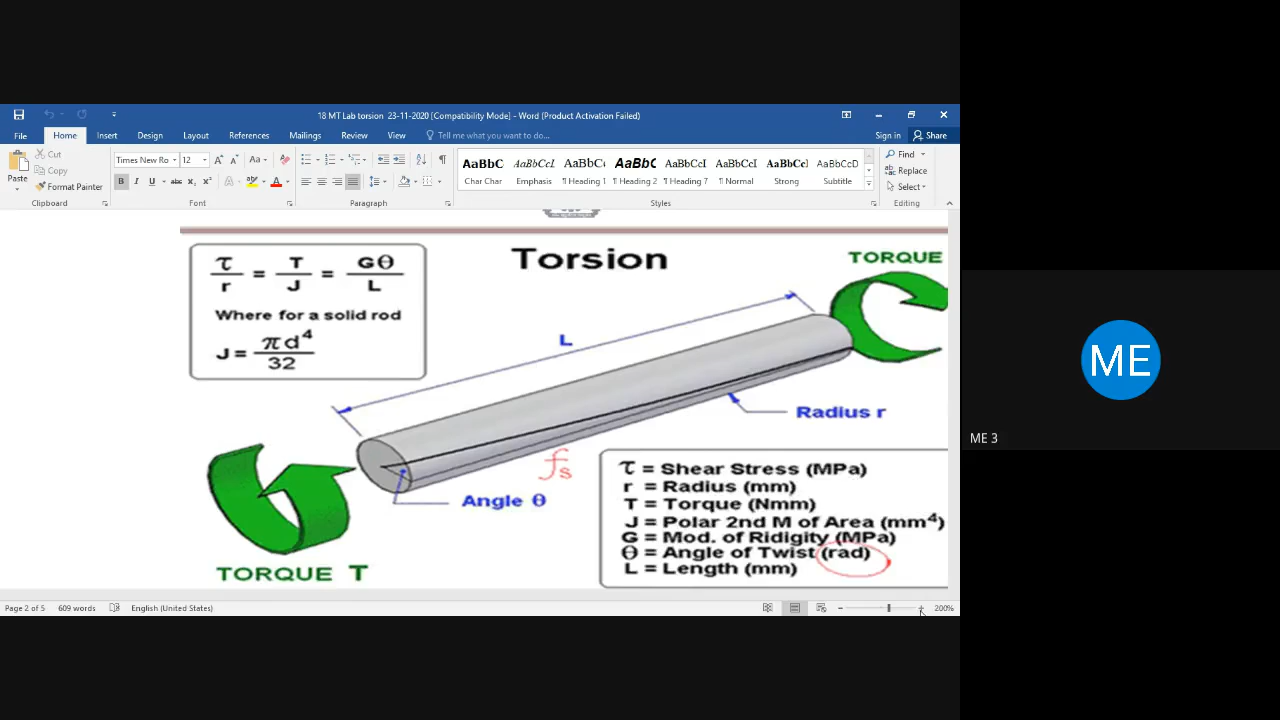 18 MT Lab torsion 23-11-2020 [Compatibility Mode] - Word (Product Activation Failed)
File Home Insert Design Layout References Mailings Review View Tell me what you want to do... Sign in Share
Paste
Cut
Copy
Format Painter
Clipboard
Times New Ro 12
B I U abc x₂ x²
Font
Paragraph
AaBbC AaBbCcL AaBbCc AaBbC AaBbCcI AaBbCcI AaBbCcI AaBbCcD
Char Char Emphasis ¶ Heading 1 ¶ Heading 2 ¶ Heading 7 ¶ Normal Strong Subtitle
Styles
Find
Replace
Select
Editing
τ/r = T/J = Gθ/L
Where for a solid rod
J = πd⁴/32
Torsion
TORQUE
L
Radius r
fs
Angle θ
TORQUE T
τ = Shear Stress (MPa)
r = Radius (mm)
T = Torque (Nmm)
J = Polar 2nd M of Area (mm⁴)
G = Mod. of Ridigity (MPa)
θ = Angle of Twist (rad)
L = Length (mm)
Page 2 of 5 609 words English (United States) 200%
ME
ME 3